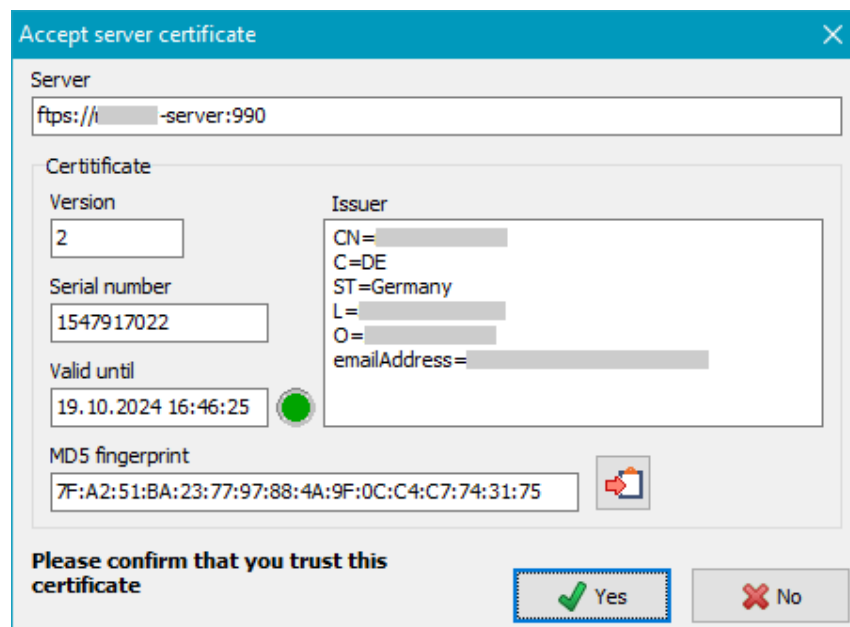 Accept server certificate
Server
ftps:// -server:990
Certitificate
Version
2
Issuer
CN=
C=DE
ST=Germany
L=
O=
emailAddress=
Serial number
1547917022
Valid until
19.10.2024 16:46:25
MD5 fingerprint
7F:A2:51:BA:23:77:97:88:4A:9F:0C:C4:C7:74:31:75
Please confirm that you trust this
certificate
Yes
No